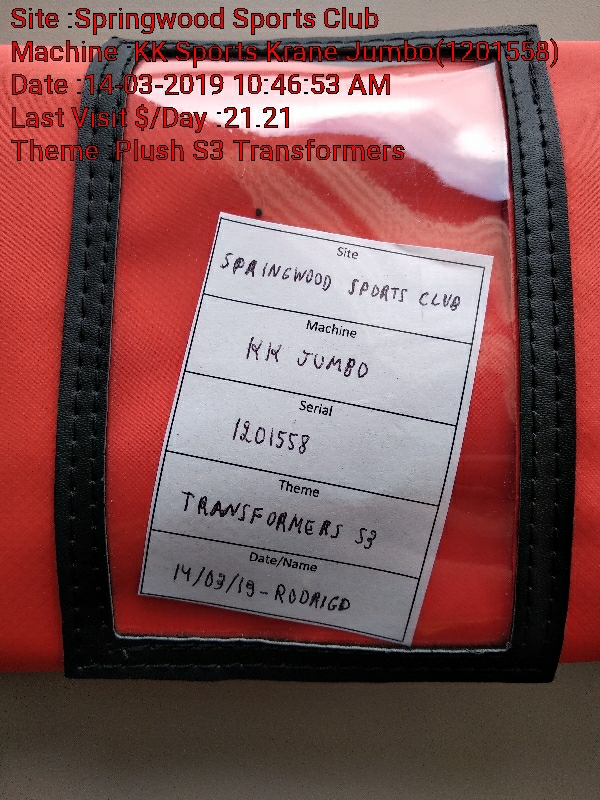 Site :Springwood Sports Club
Machine :KK Sports Krane Jumbo(1201558)
Date :14-03-2019 10:46:53 AM
Last Visit $/Day :21.21
Theme :Plush S3 Transformers
Site
SPRINGWOOD SPORTS CLUB
Machine
KK JUMBO
Serial
1201558
Theme
TRANSFORMERS S3
Date/Name
14/03/19-RODRIGO